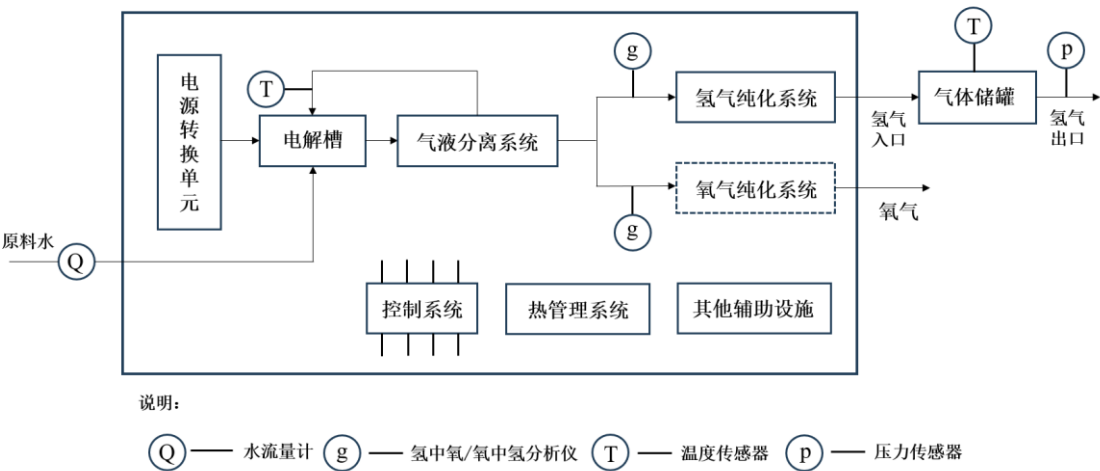 T
p
g
电源转换单元
T
氢气纯化系统
气体储罐
氢气入口
氢气出口
电解槽
气液分离系统
氧气纯化系统
氧气
g
原料水
Q
控制系统
热管理系统
其他辅助设施
说明：
Q 水流量计 g 氢中氧/氧中氢分析仪 T 温度传感器 p 压力传感器